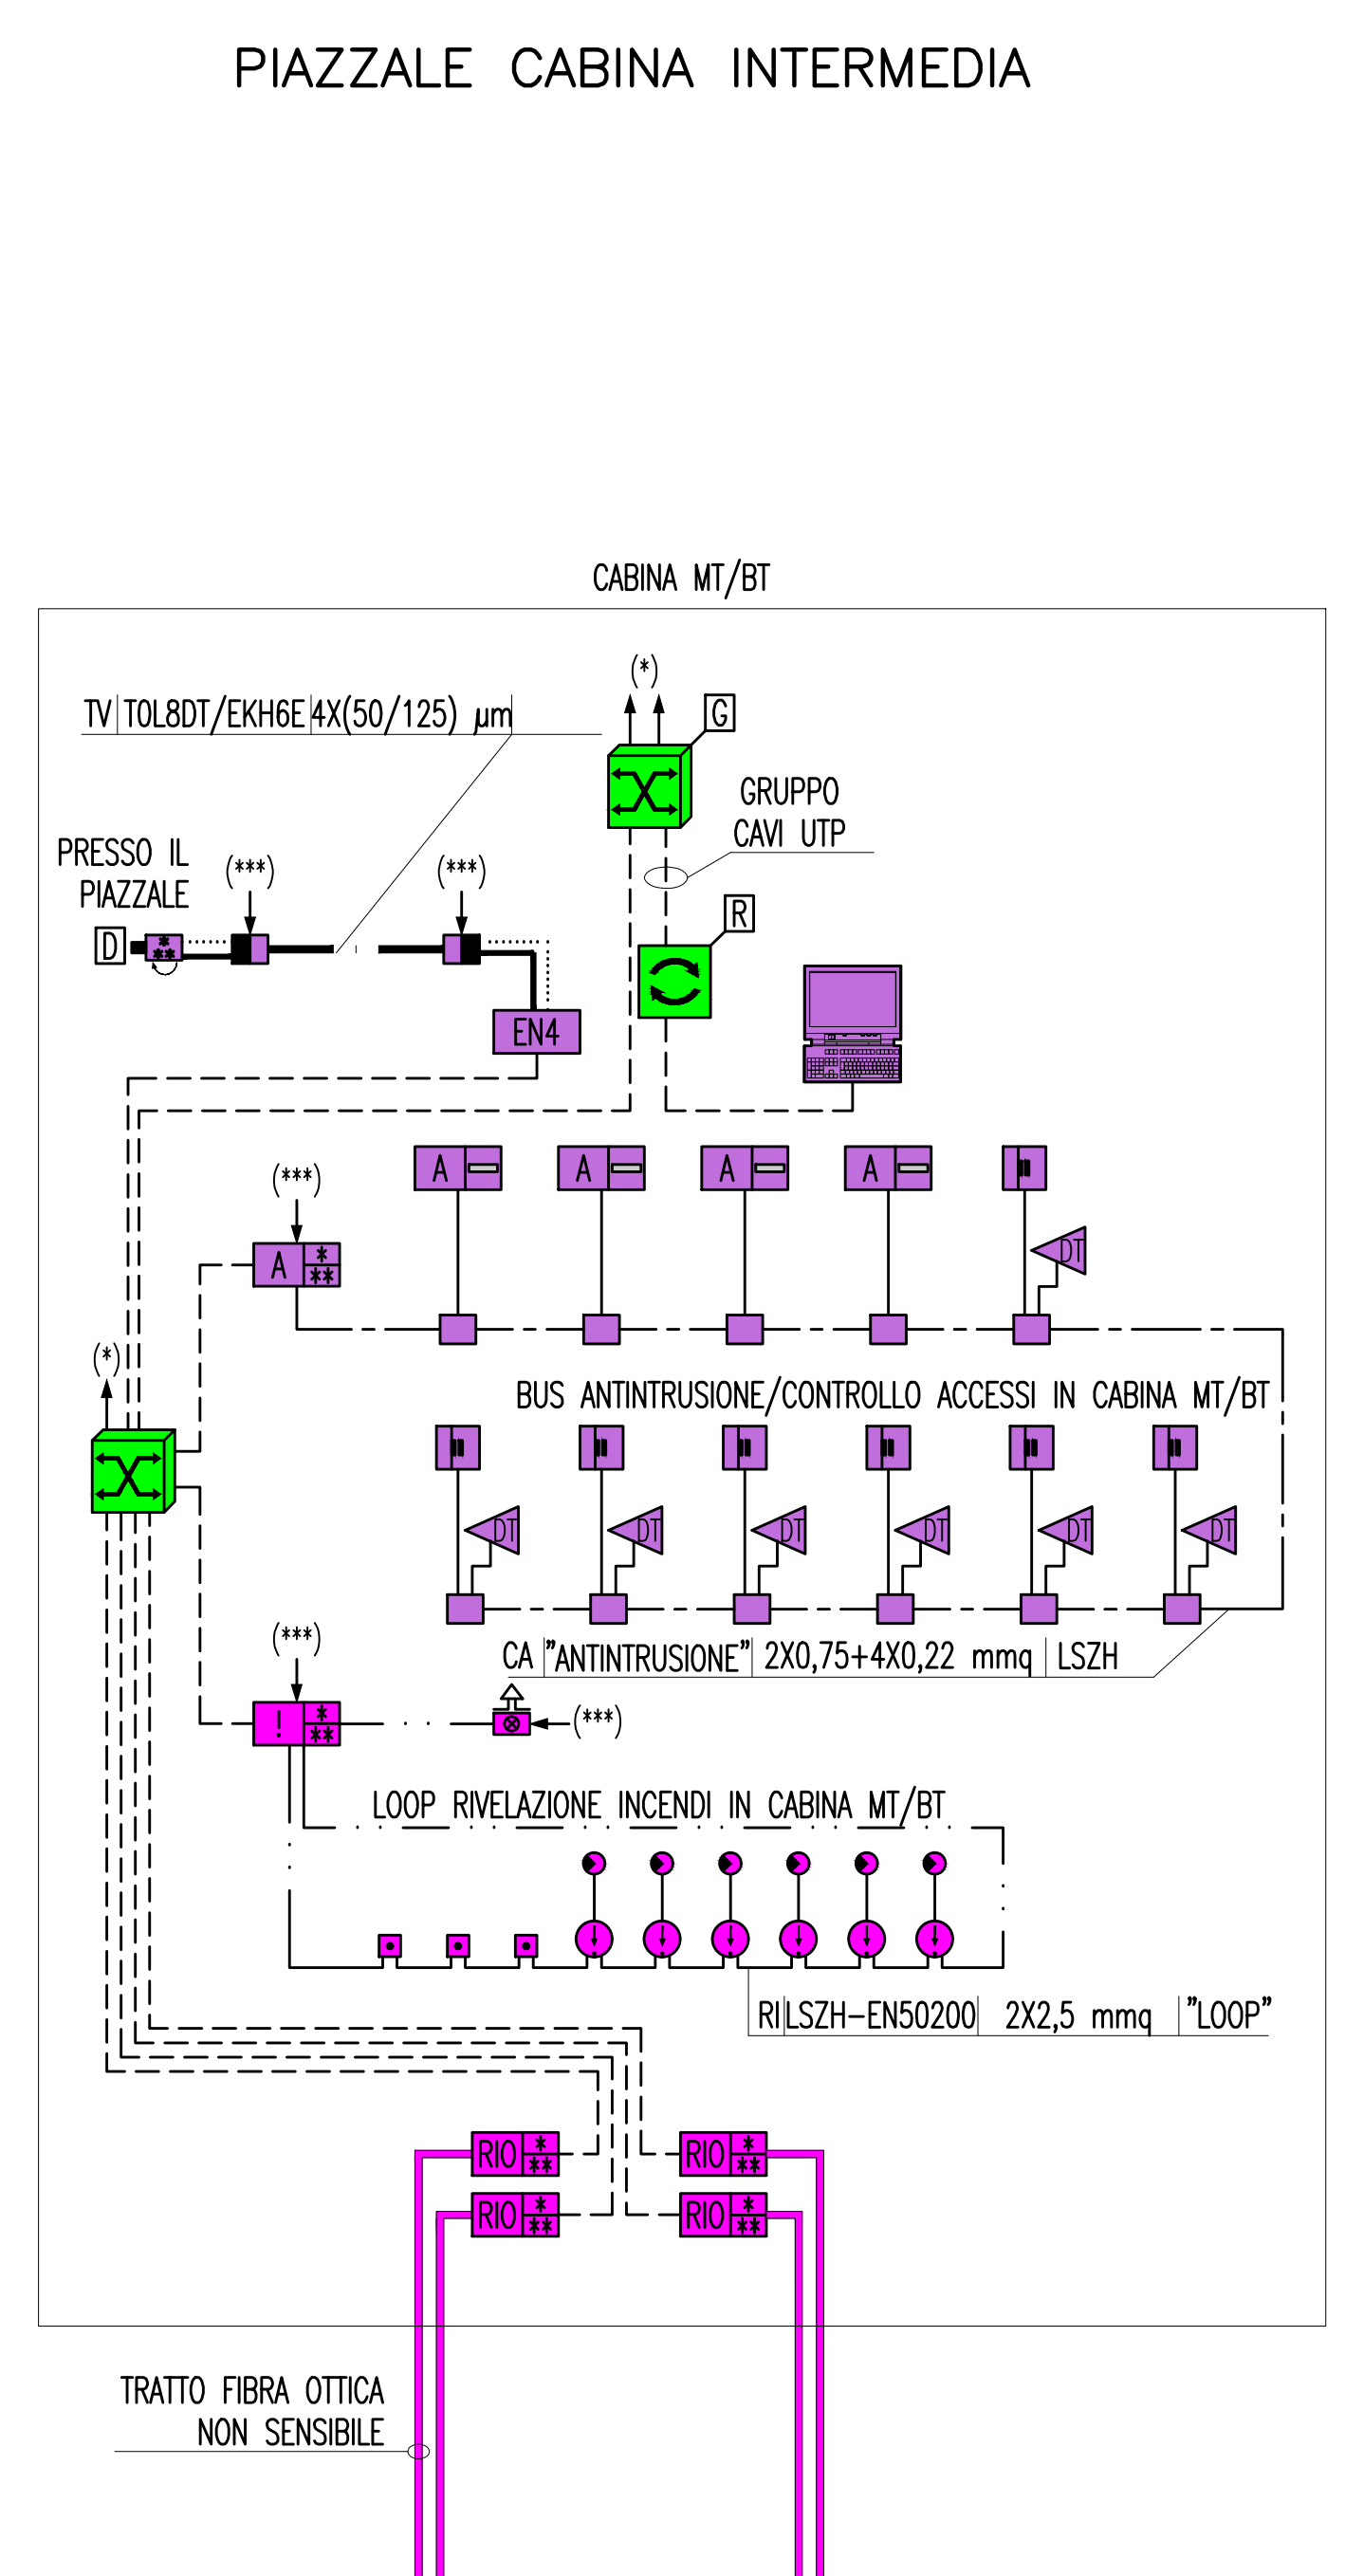 PIAZZALE CABINA INTERMEDIA
CABINA MT/BT
(*)
TV TOL8DT/EKH6E 4X(50/125) µm
G
GRUPPO
CAVI UTP
PRESSO IL
PIAZZALE
(***)
(***)
D
*
**
R
EN4
(***)
A
A
A
A
A
*
**
DT
(*)
BUS ANTINTRUSIONE/CONTROLLO ACCESSI IN CABINA MT/BT
DT
DT
DT
DT
DT
DT
(***)
CA "ANTINTRUSIONE" 2X0,75+4X0,22 mmq LSZH
!
*
**
(***)
LOOP RIVELAZIONE INCENDI IN CABINA MT/BT
RI LSZH-EN50200 2X2,5 mmq "LOOP"
RIO
*
**
RIO
*
**
RIO
*
**
RIO
*
**
TRATTO FIBRA OTTICA
NON SENSIBILE